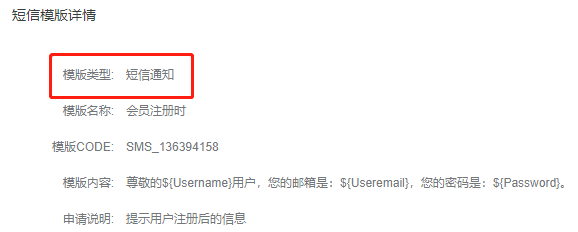 短信模版详情
模版类型: 短信通知
模版名称: 会员注册时
模版CODE: SMS_136394158
模版内容: 尊敬的${Username}用户，您的邮箱是：${Useremail}，您的密码是：${Password}。
申请说明: 提示用户注册后的信息